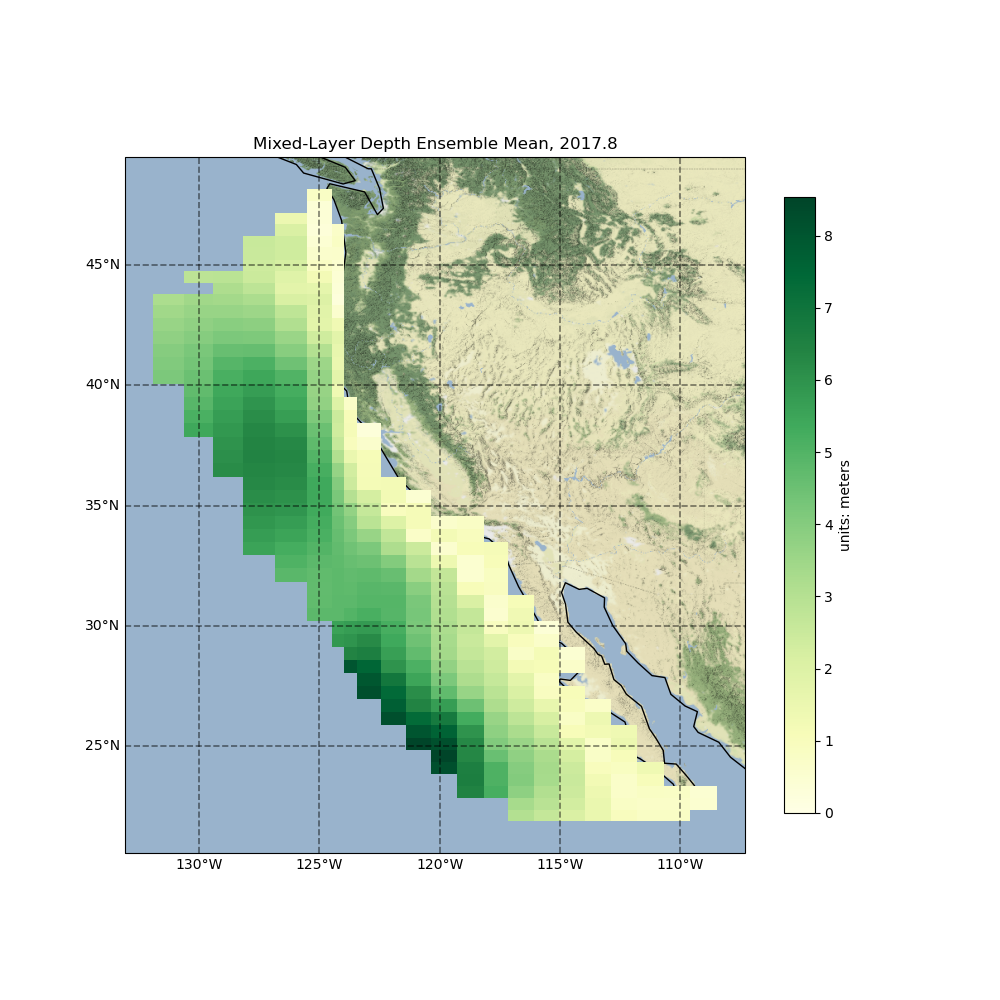 Mixed-Layer Depth Ensemble Mean, 2017.8
45°N
40°N
35°N
30°N
25°N
130°W
125°W
120°W
115°W
110°W
8
7
6
5
4
3
2
1
0
units: meters